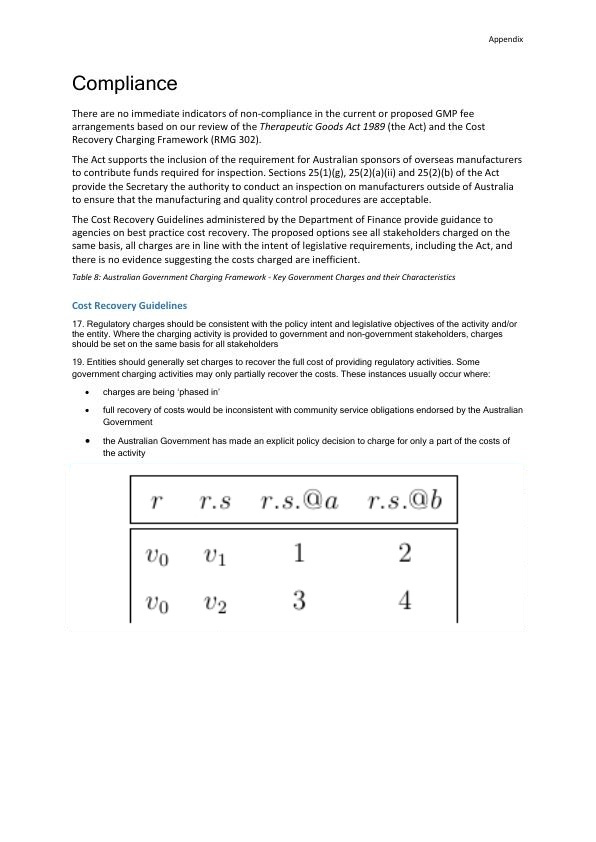 Appendix
Compliance
There are no immediate indicators of non-compliance in the current or proposed GMP fee
arrangements based on our review of the Therapeutic Goods Act 1989 (the Act) and the Cost
Recovery Charging Framework (RMG 302).
The Act supports the inclusion of the requirement for Australian sponsors of overseas manufacturers
to contribute funds required for inspection. Sections 25(1)(g), 25(2)(a)(ii) and 25(2)(b) of the Act
provide the Secretary the authority to conduct an inspection on manufacturers outside of Australia
to ensure that the manufacturing and quality control procedures are acceptable.
The Cost Recovery Guidelines administered by the Department of Finance provide guidance to
agencies on best practice cost recovery. The proposed options see all stakeholders charged on the
same basis, all charges are in line with the intent of legislative requirements, including the Act, and
there is no evidence suggesting the costs charged are inefficient.
Table 8: Australian Government Charging Framework - Key Government Charges and their Characteristics
Cost Recovery Guidelines
17. Regulatory charges should be consistent with the policy intent and legislative objectives of the activity and/or
the entity. Where the charging activity is provided to government and non-government stakeholders, charges
should be set on the same basis for all stakeholders
19. Entities should generally set charges to recover the full cost of providing regulatory activities. Some
government charging activities may only partially recover the costs. These instances usually occur where:
• charges are being ‘phased in’
• full recovery of costs would be inconsistent with community service obligations endorsed by the Australian
Government
• the Australian Government has made an explicit policy decision to charge for only a part of the costs of
the activity
r r.s r.s.@a r.s.@b
v₀ v₁ 1 2
v₀ v₂ 3 4